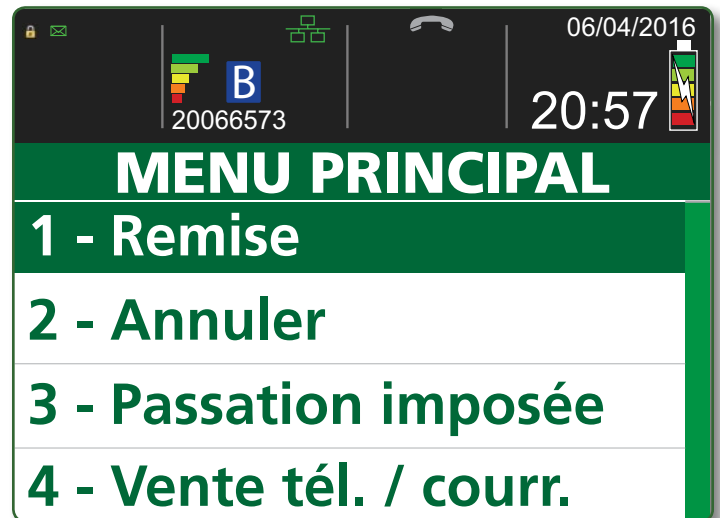 06/04/2016
B
20066573
20:57
MENU PRINCIPAL
1 - Remise
2 - Annuler
3 - Passation imposée
4 - Vente tél. / courr.